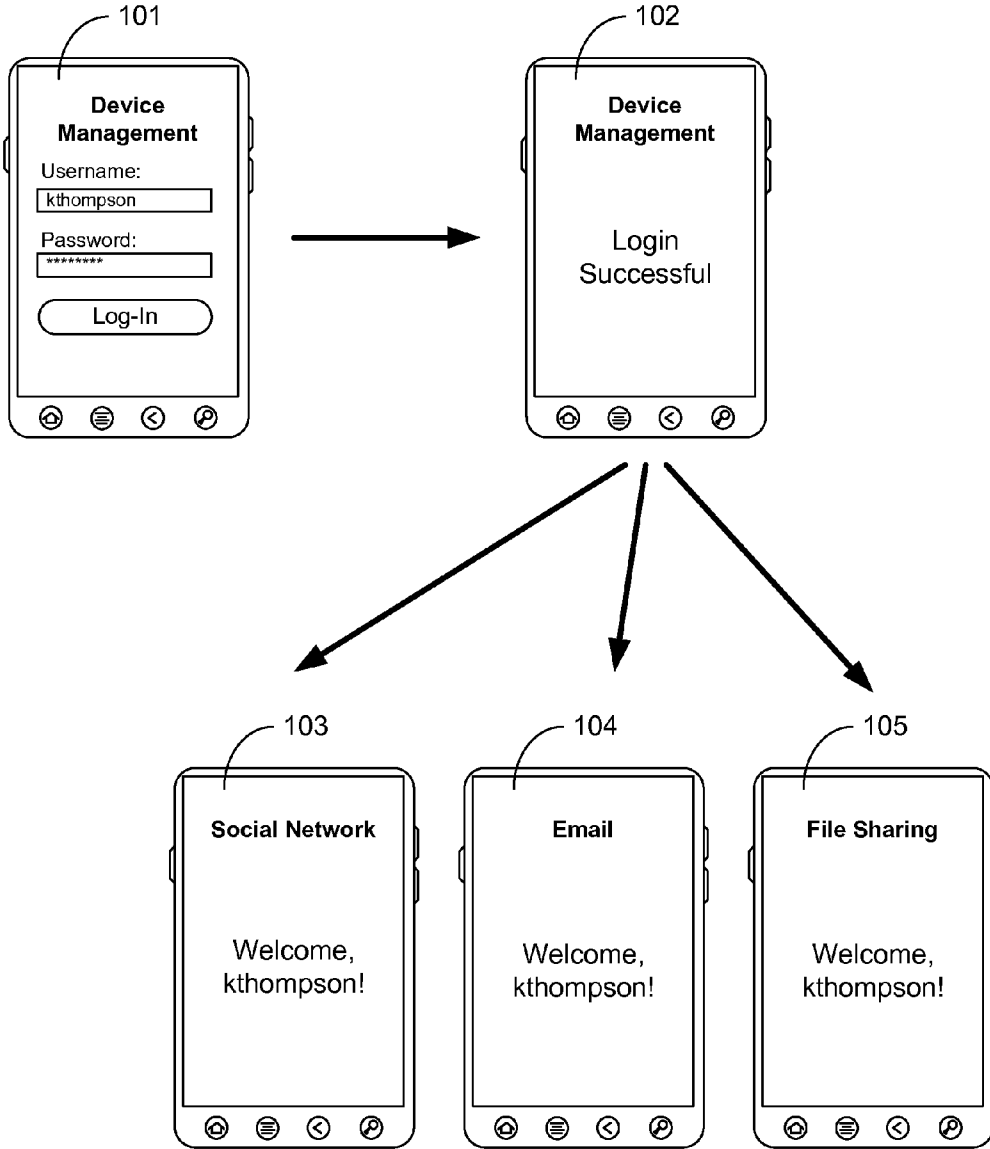 101
Device
Management
Username:
kthompson
Password:
********
Log-In
102
Device
Management
Login
Successful
103
Social Network
Welcome,
kthompson!
104
Email
Welcome,
kthompson!
105
File Sharing
Welcome,
kthompson!